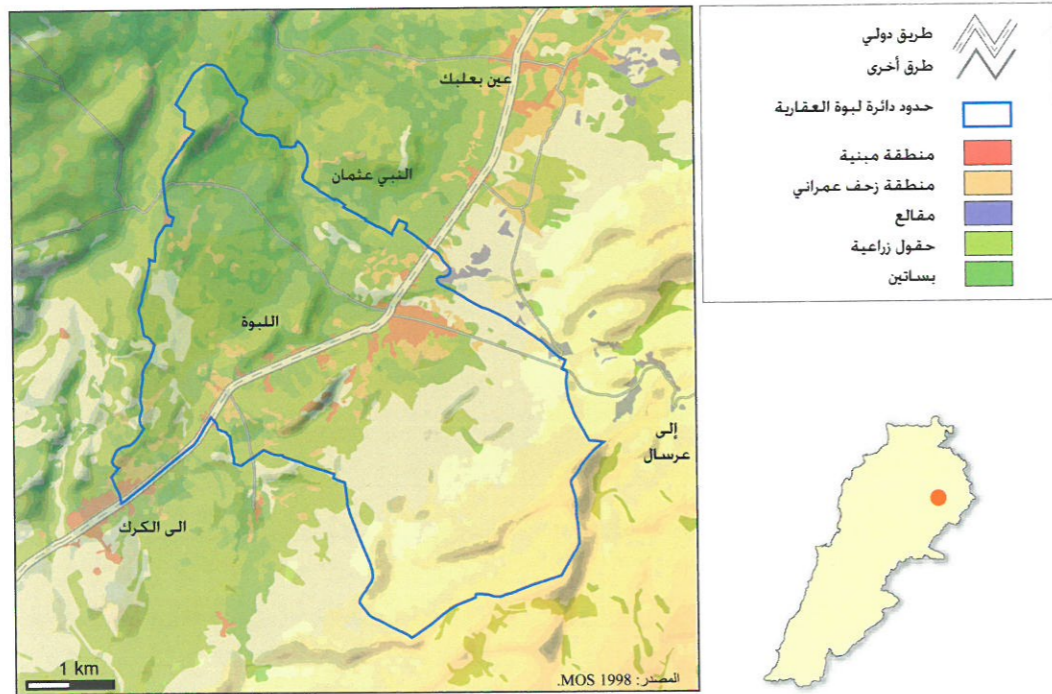 عين بعلبك
النبي عثمان
اللبوة
إلى
عرسال
الى الكرك
1 km
المصدر: MOS 1998.
طريق دولي
طرق أخرى
حدود دائرة لبوة العقارية
منطقة مبنية
منطقة زحف عمراني
مقالع
حقول زراعية
بساتين